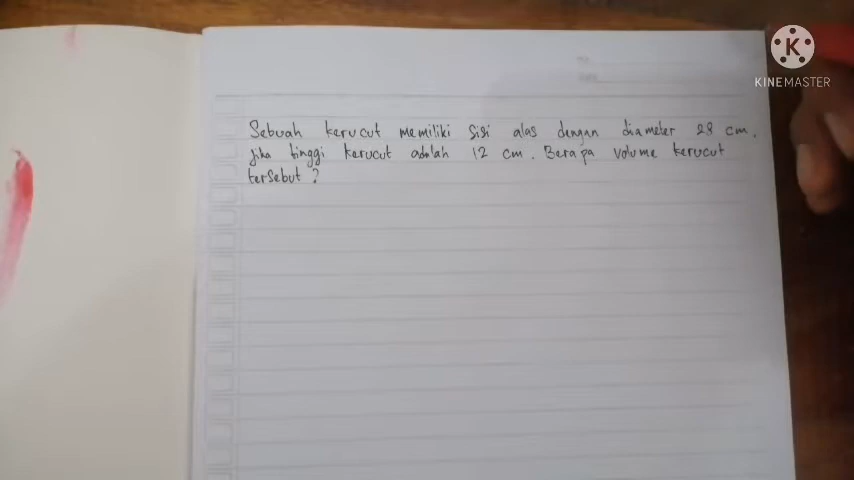 KINEMASTER
Sebuah kerucut memiliki sisi alas dengan diameter 28 cm.
Jika tinggi kerucut adalah 12 cm. Berapa volume kerucut
tersebut?